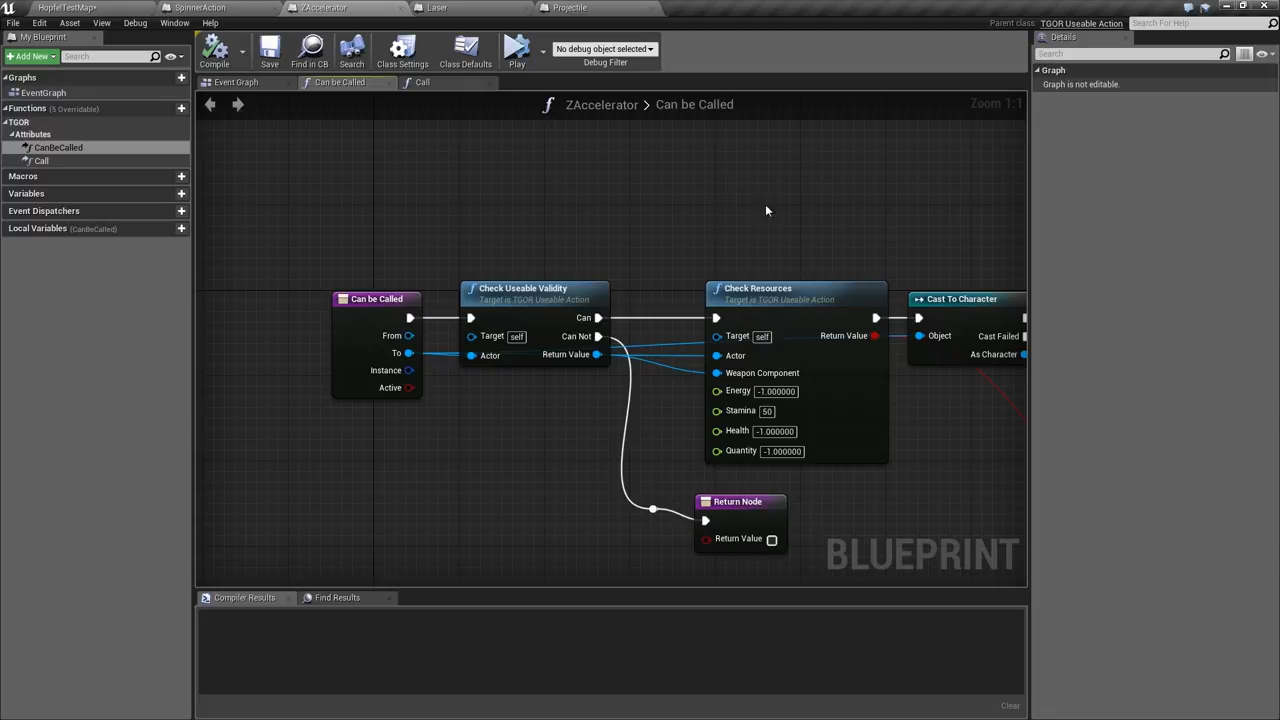 HopfelTestMap*
SpinnerAction
ZAccelerator
Laser
Projectile
File Edit Asset View Debug Window Help
Parent class: TGOR Useable Action
Search For Help
My Blueprint
Details
Add New
Search
Compile
Save
Find in CB
Search
Class Settings
Class Defaults
Play
No debug object selected
Debug Filter
Search
Graphs
EventGraph
Functions (5 Overridable)
TGOR
Attributes
CanBeCalled
Call
Macros
Variables
Event Dispatchers
Local Variables (CanBeCalled)
Event Graph
Can be Called
Call
ZAccelerator > Can be Called
Zoom 1:1
Graph
Graph is not editable.
Can be Called
From
To
Instance
Active
Check Useable Validity
Target is TGOR Useable Action
Can
Target self
Can Not
Actor
Return Value
Check Resources
Target is TGOR Useable Action
Target self
Return Value
Actor
Weapon Component
Energy -1.000000
Stamina 50
Health -1.000000
Quantity -1.000000
Cast To Character
Object
Cast Failed
As Character
Return Node
Return Value
BLUEPRINT
Compiler Results
Find Results
Clear